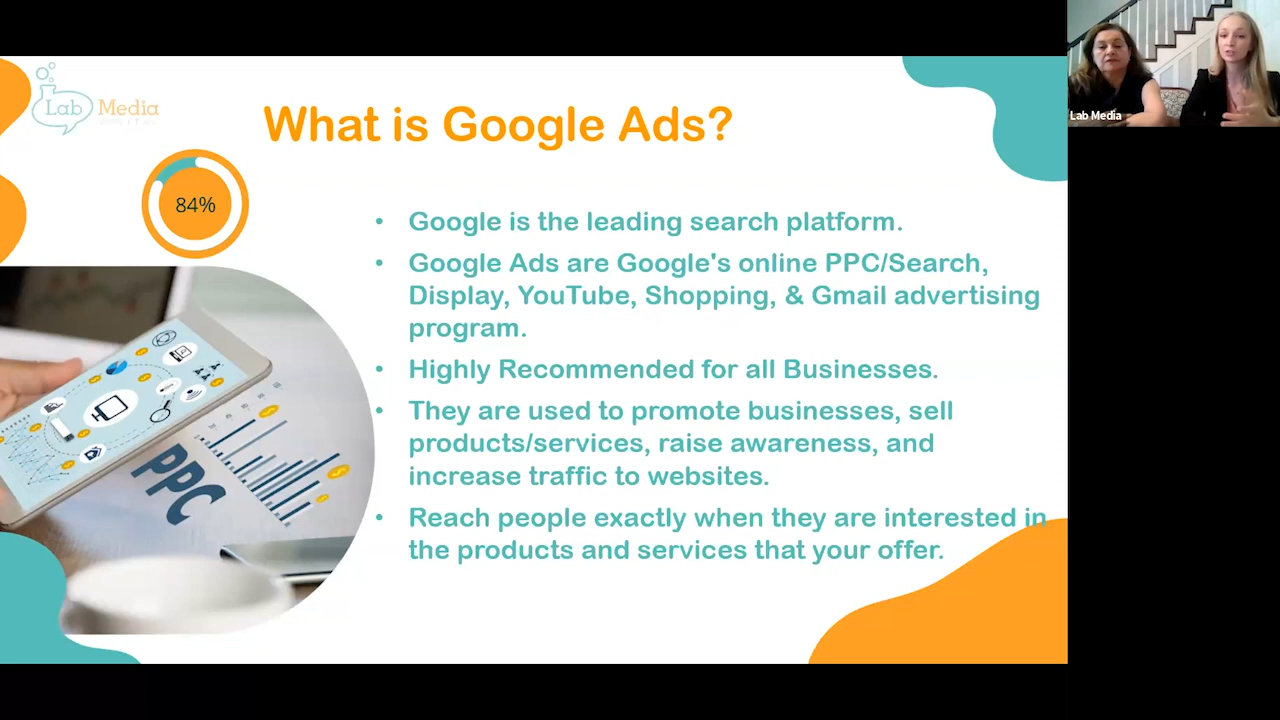 Lab Media
What is Google Ads?
84%
• Google is the leading search platform.
• Google Ads are Google's online PPC/Search,
Display, YouTube, Shopping, & Gmail advertising
program.
• Highly Recommended for all Businesses.
• They are used to promote businesses, sell
products/services, raise awareness, and
increase traffic to websites.
• Reach people exactly when they are interested in
the products and services that your offer.
PPC
Lab Media